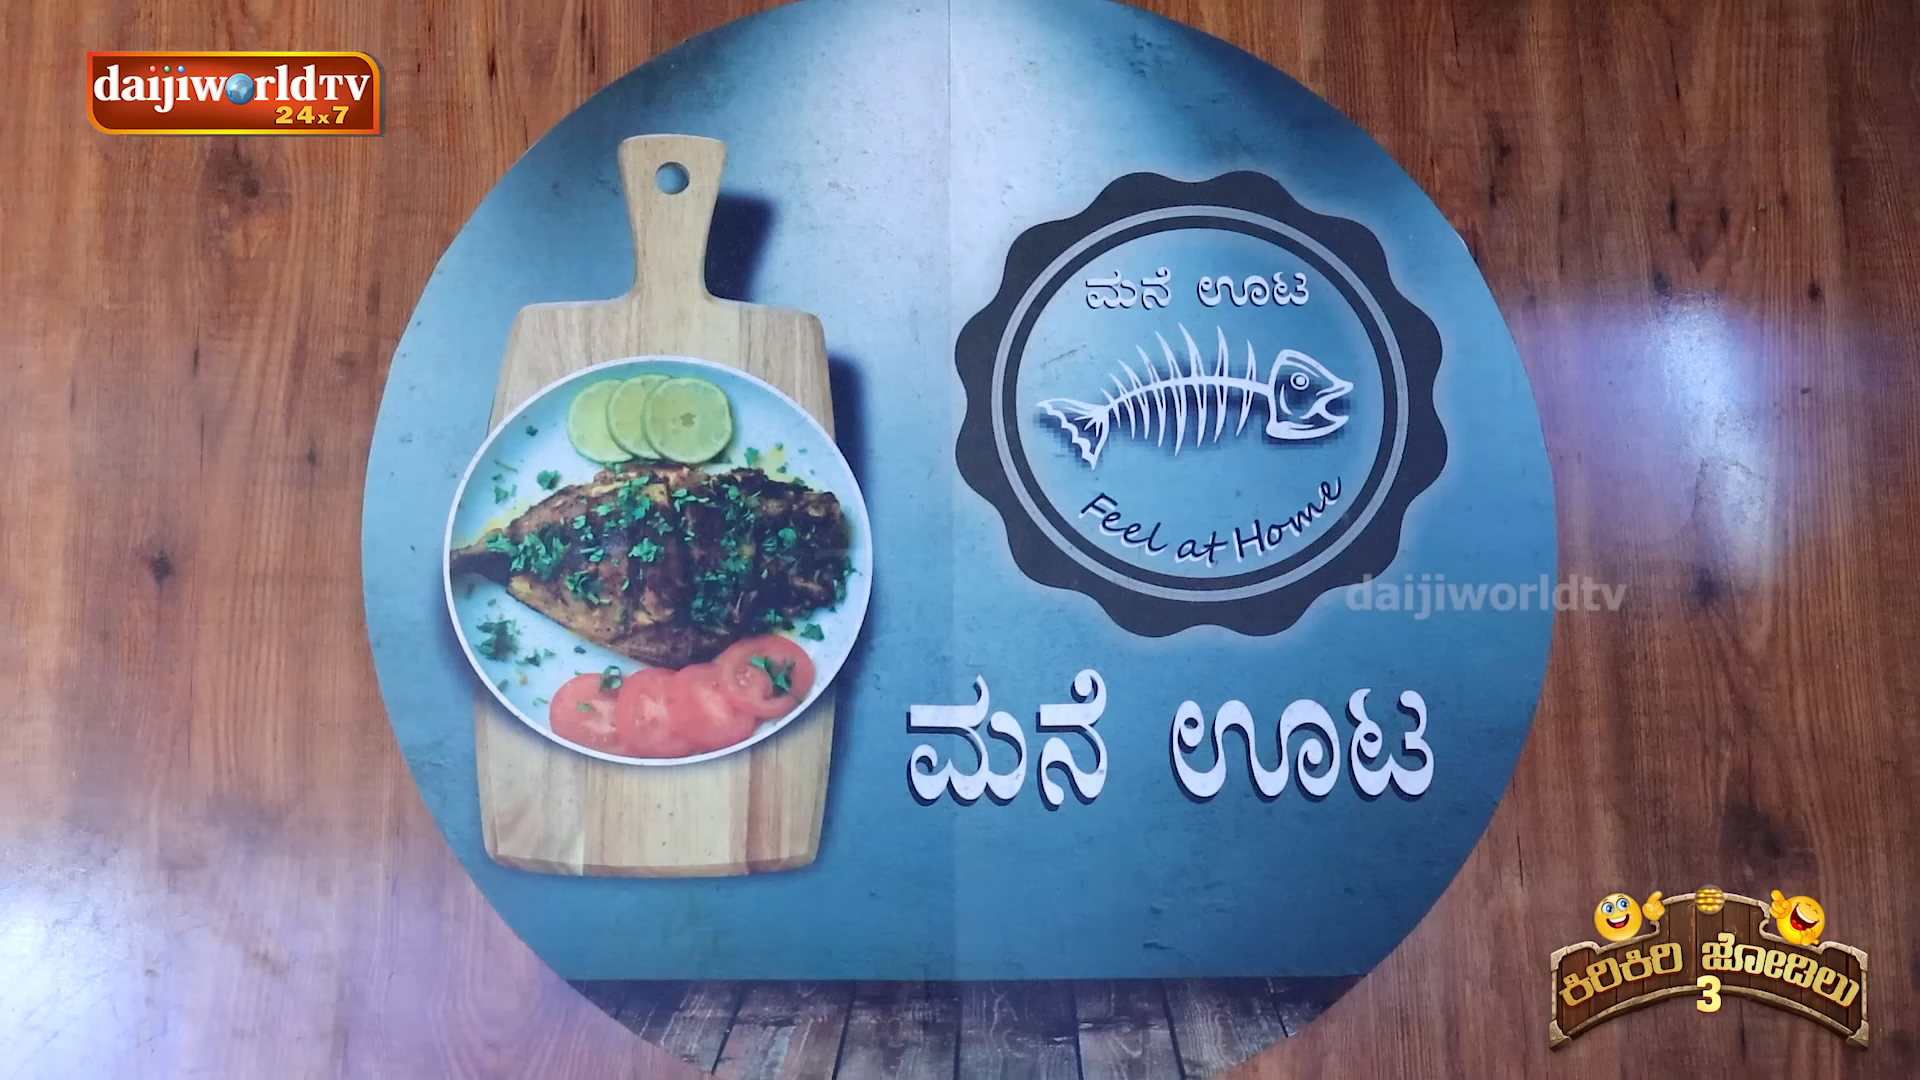 daijiworldTV
24x7
ಮನೆ ಊಟ
Feel at Home
daijiworldtv
ಮನೆ ಊಟ
ಕಿರಿಕಿರಿ ಜೋಡಿಲು
3